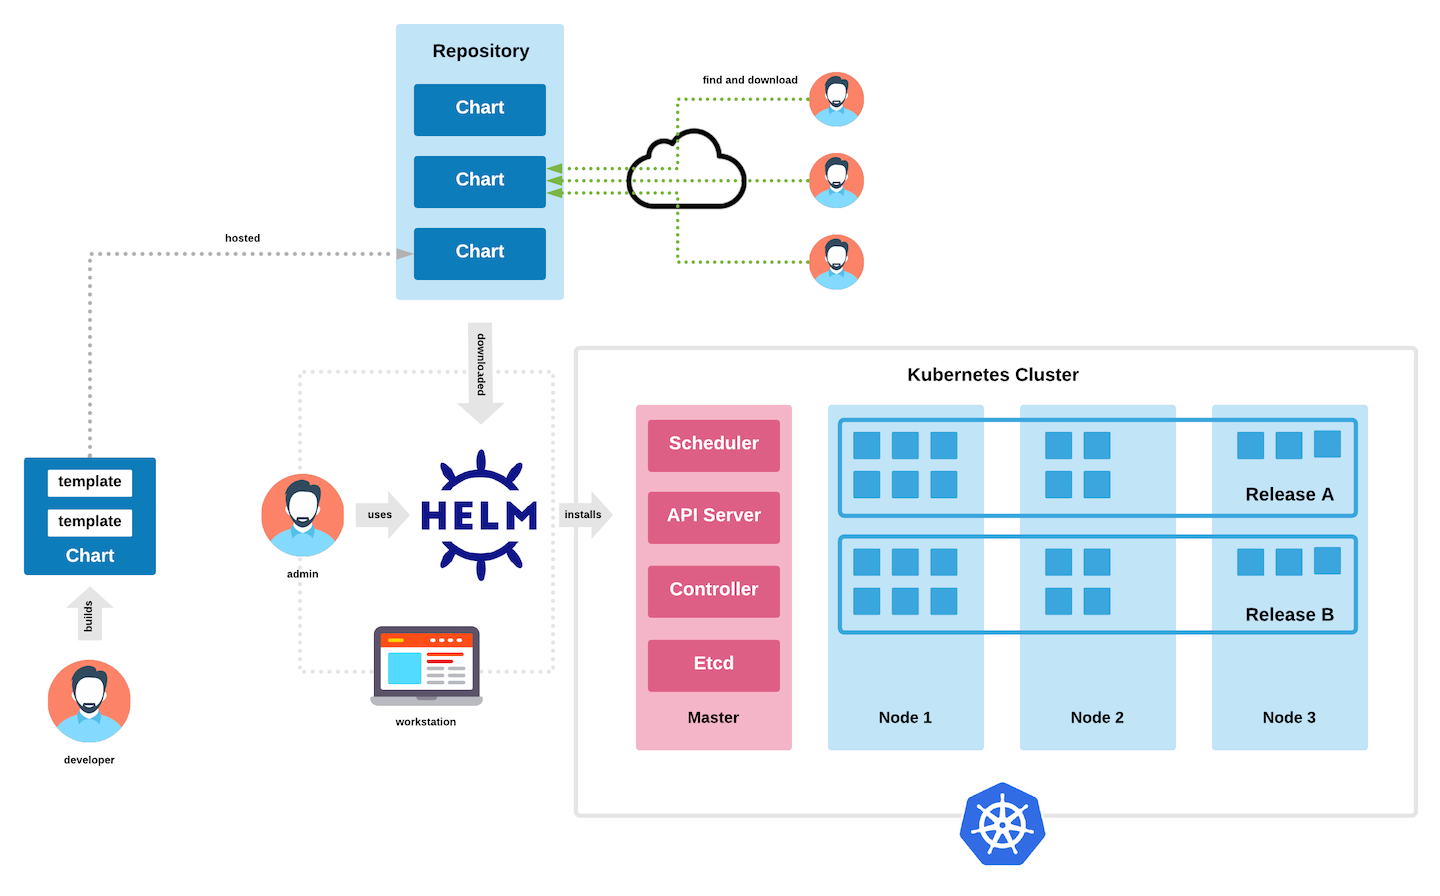 Repository
Chart
Chart
Chart
find and download
hosted
downloaded
template
template
Chart
builds
developer
admin
uses
HELM
installs
workstation
Kubernetes Cluster
Scheduler
API Server
Controller
Etcd
Master
Release A
Release B
Node 1
Node 2
Node 3